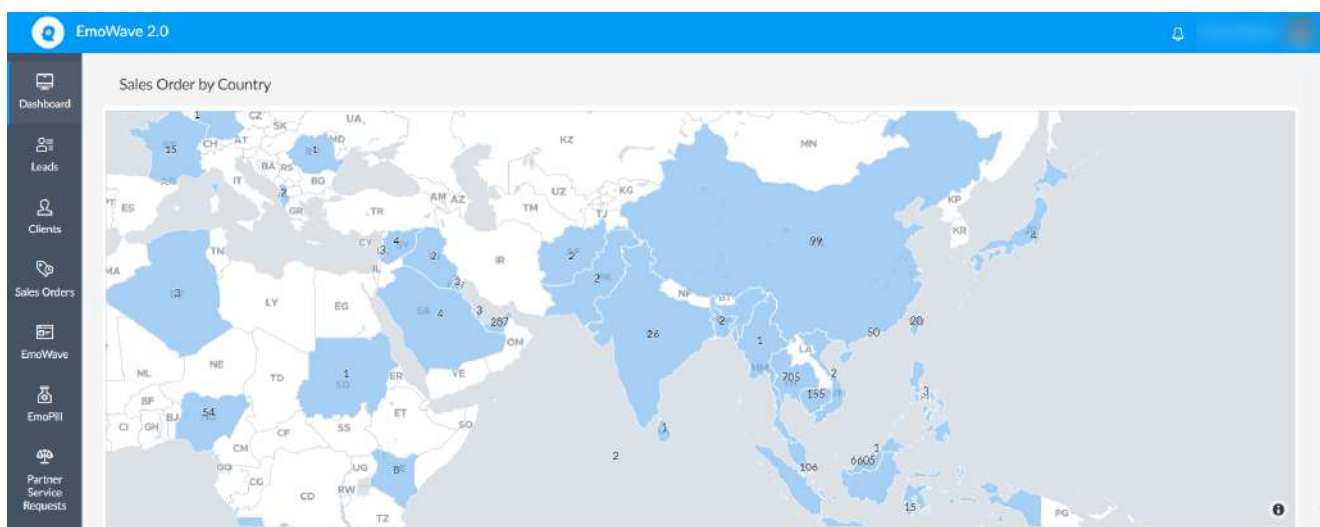 EmoWave 2.0
Dashboard
Leads
Clients
Sales Orders
EmoWave
EmoPill
Partner
Service
Requests
Sales Order by Country
1 CZ UA
SK
15 CH AT MD KZ MN
1
BA RS
IT BG UZ KG
2
ES GR TR AM AZ TM TJ KP
KR
TN CY 4 99 4
3 2 IR 2
MA IL 2
3 NP BT
LY EG SA 4 3 287 26 2 50 20
OM 1 LA
MM 705 2
ML NE TD 1 ER YE 155 3
SD
BF
CI GH BJ 54 ET
CF SS SO 1
CM 2 1
GQ CG UG 106 6605
CD RW
TZ 15 PG